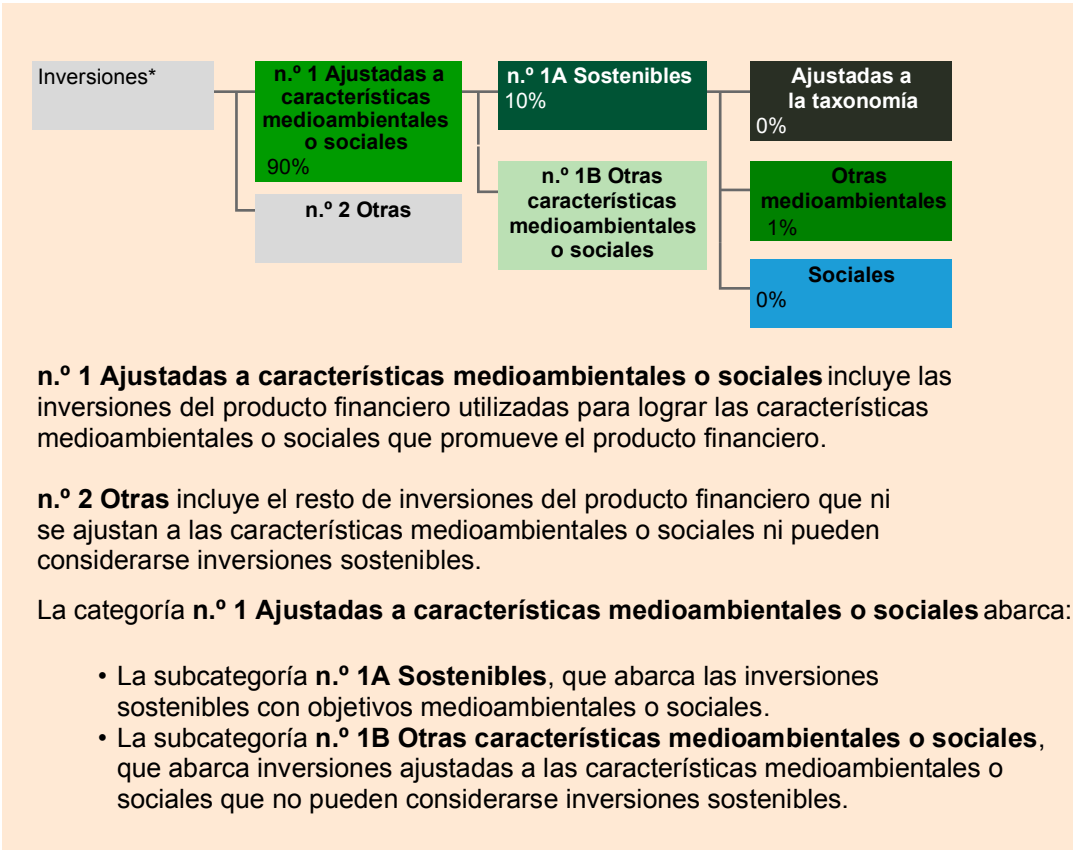 Inversiones*
n.º 1 Ajustadas a
características
medioambientales
o sociales
90%
n.º 2 Otras
n.º 1A Sostenibles
10%
n.º 1B Otras
características
medioambientales
o sociales
Ajustadas a
la taxonomía
0%
Otras
medioambientales
1%
Sociales
0%
n.º 1 Ajustadas a características medioambientales o sociales incluye las
inversiones del producto financiero utilizadas para lograr las características
medioambientales o sociales que promueve el producto financiero.
n.º 2 Otras incluye el resto de inversiones del producto financiero que ni
se ajustan a las características medioambientales o sociales ni pueden
considerarse inversiones sostenibles.
La categoría n.º 1 Ajustadas a características medioambientales o sociales abarca:
• La subcategoría n.º 1A Sostenibles, que abarca las inversiones
sostenibles con objetivos medioambientales o sociales.
• La subcategoría n.º 1B Otras características medioambientales o sociales,
que abarca inversiones ajustadas a las características medioambientales o
sociales que no pueden considerarse inversiones sostenibles.